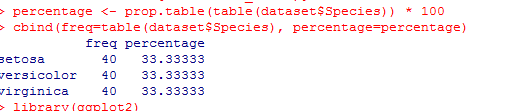 > percentage <- prop.table(table(dataset$Species)) * 100
> cbind(freq=table(dataset$Species), percentage=percentage)
freq percentage
setosa 40 33.33333
versicolor 40 33.33333
virginica 40 33.33333
> library(ggplot2)